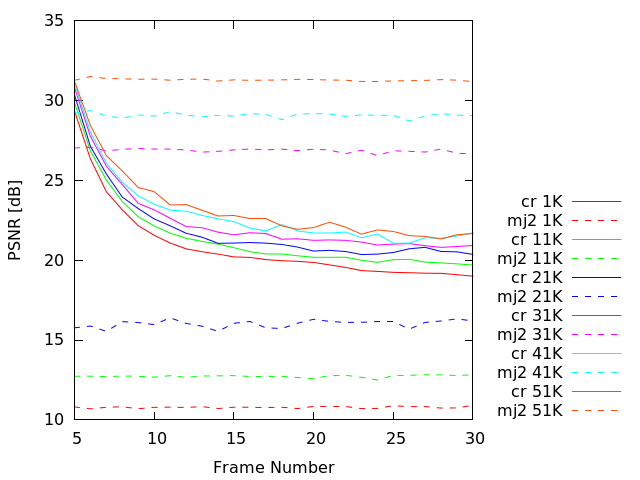 35
30
25
20
15
10
PSNR [dB]
5
10
15
20
25
30
Frame Number
cr 1K
mj2 1K
cr 11K
mj2 11K
cr 21K
mj2 21K
cr 31K
mj2 31K
cr 41K
mj2 41K
cr 51K
mj2 51K